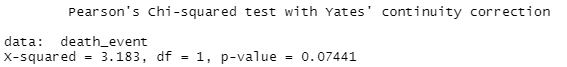 Pearson's Chi-squared test with Yates' continuity correction
data:  death_event
X-squared = 3.183, df = 1, p-value = 0.07441